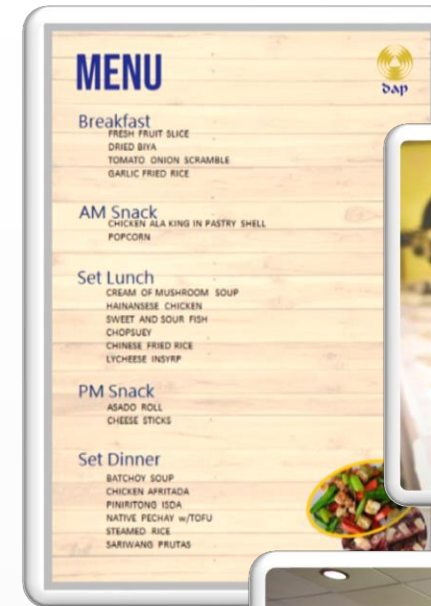 MENU
dap
Breakfast
FRESH FRUIT SLICE
DRIED BIYA
TOMATO ONION SCRAMBLE
GARLIC FRIED RICE
AM Snack
CHICKEN ALA KING IN PASTRY SHELL
POPCORN
Set Lunch
CREAM OF MUSHROOM SOUP
HAINANSESE CHICKEN
SWEET AND SOUR FISH
CHOPSUEY
CHINESE FRIED RICE
LYCHEESE INSYRP
PM Snack
ASADO ROLL
CHEESE STICKS
Set Dinner
BATCHOY SOUP
CHICKEN AFRITADA
PINIRITONG ISDA
NATIVE PECHAY w/TOFU
STEAMED RICE
SARIWANG PRUTAS